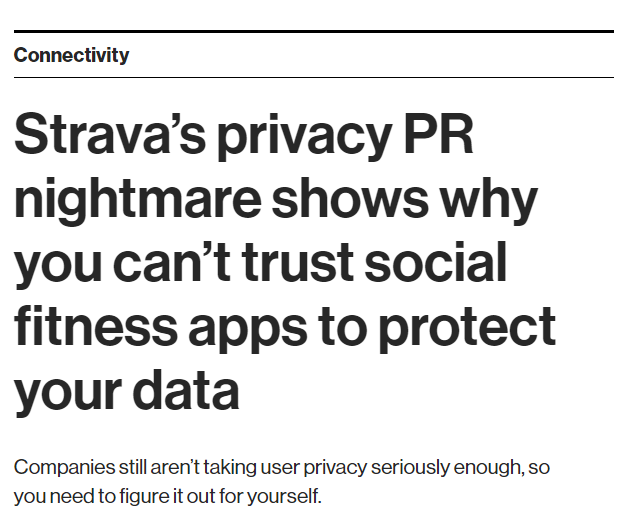 Connectivity
Strava’s privacy PR
nightmare shows why
you can’t trust social
fitness apps to protect
your data
Companies still aren’t taking user privacy seriously enough, so
you need to figure it out for yourself.